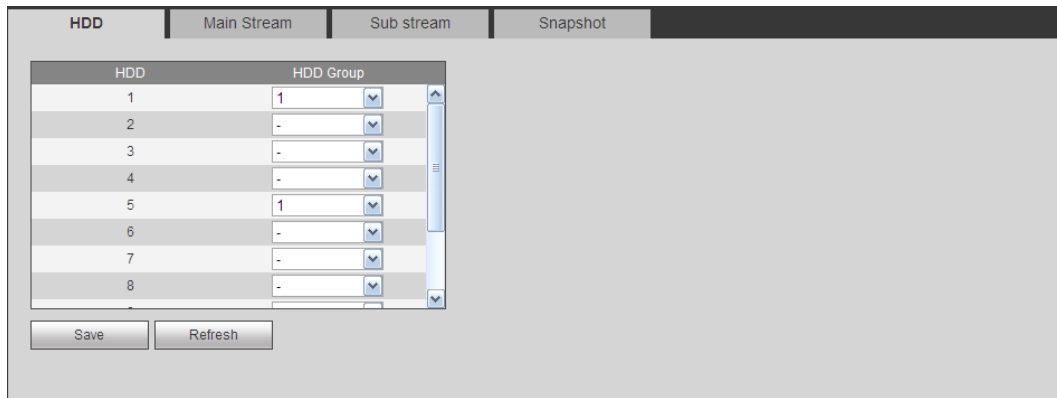 HDD Main Stream Sub stream Snapshot
HDD HDD Group
1 1
2 -
3 -
4 -
5 1
6 -
7 -
8 -
Save Refresh